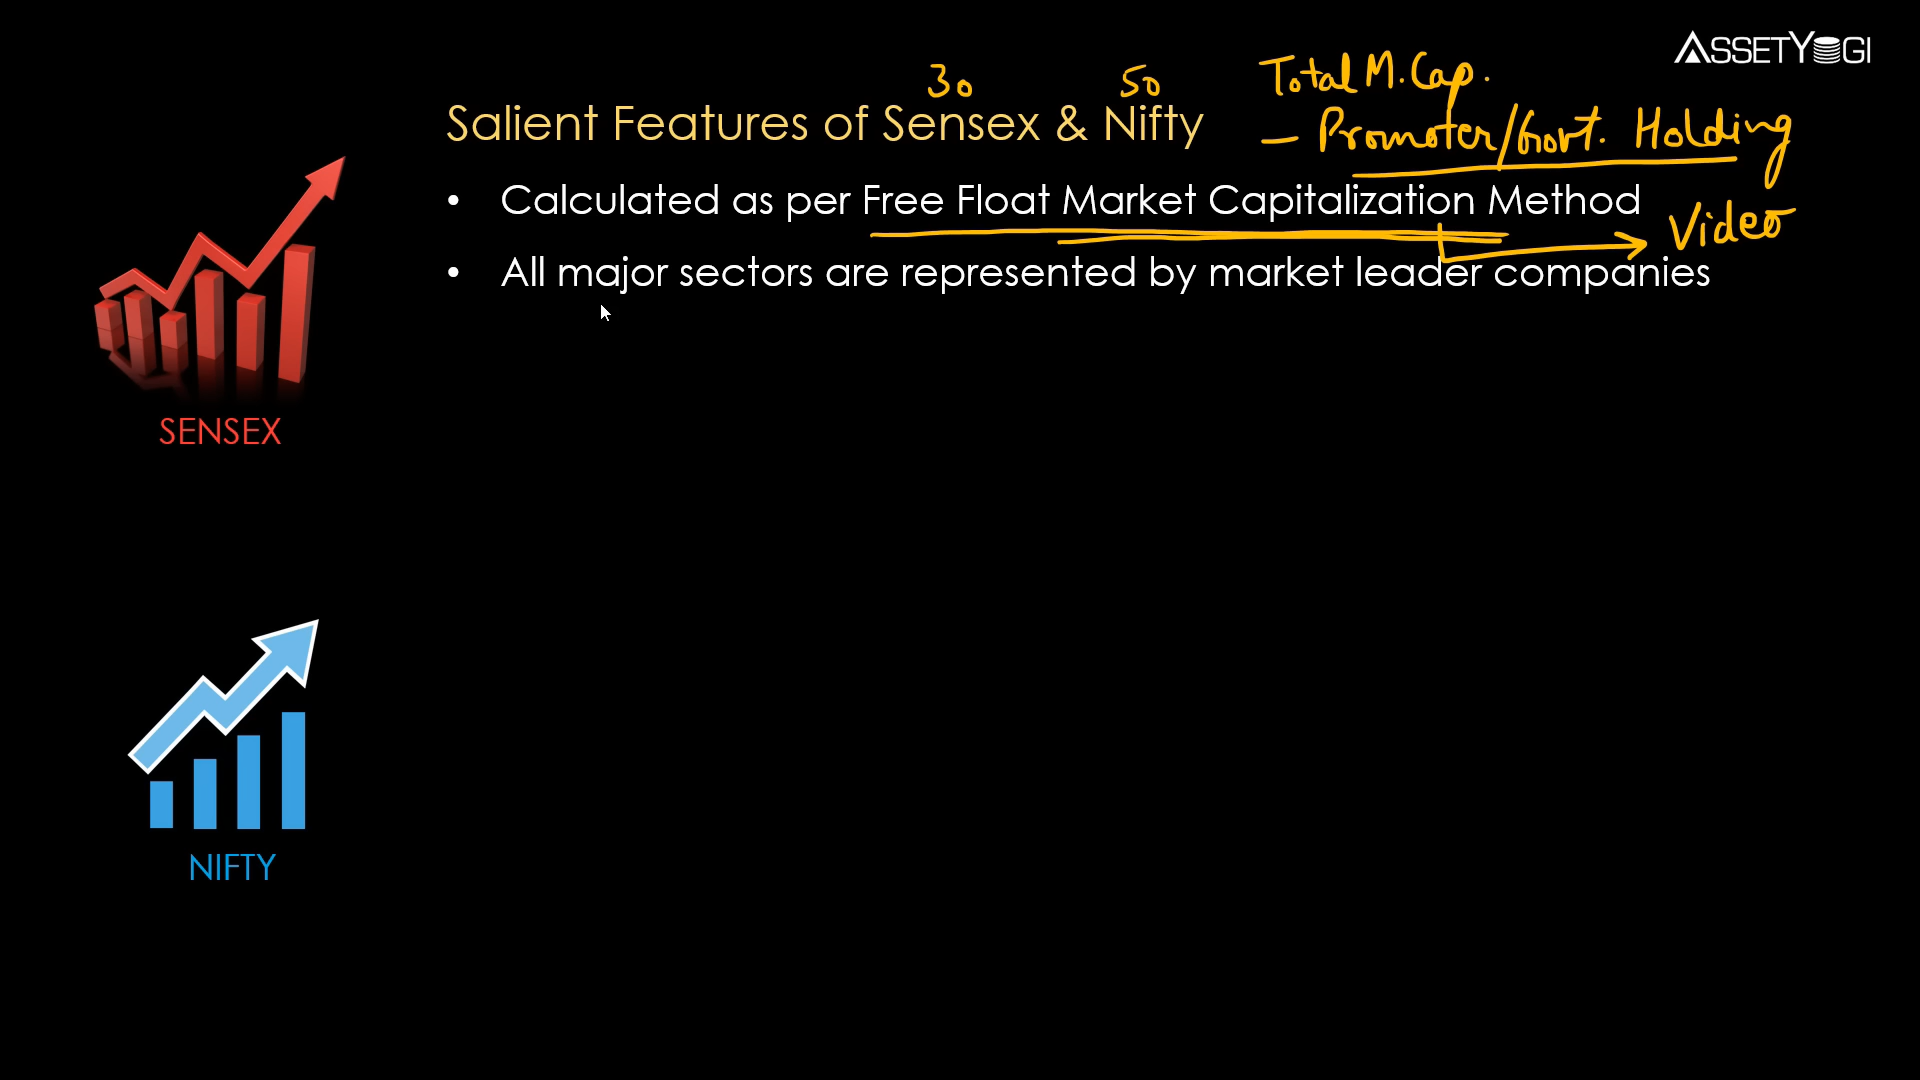 ASSETYOGI
30 50 Total M.Cap.
Salient Features of Sensex & Nifty
– Promoter/Govt. Holding
• Calculated as per Free Float Market Capitalization Method
Video
• All major sectors are represented by market leader companies
SENSEX
NIFTY